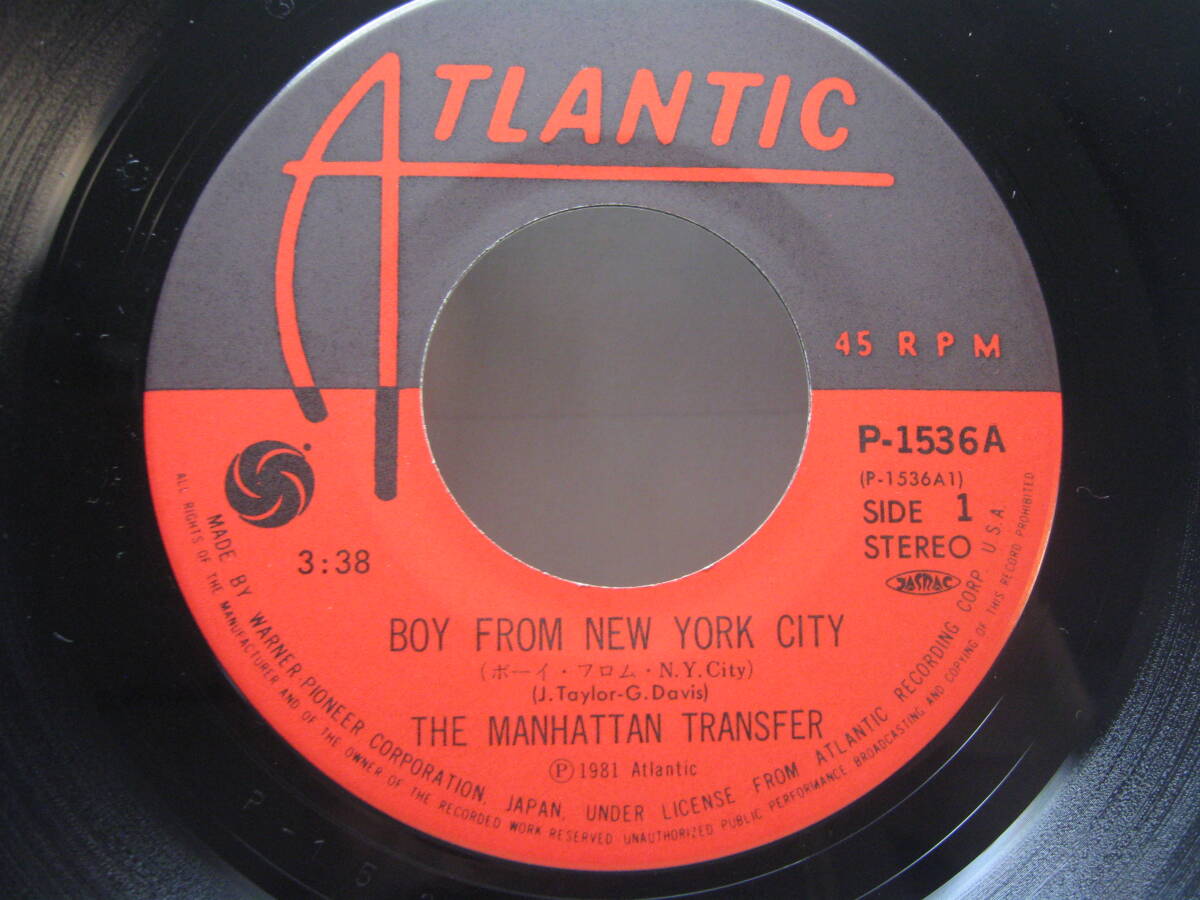 ATLANTIC
45 RPM
P-1536A
(P-1536A1)
SIDE 1
STEREO
JASRAC
3:38
BOY FROM NEW YORK CITY
(ボーイ・フロム・N.Y.City)
(J.Taylor-G.Davis)
THE MANHATTAN TRANSFER
Ⓟ1981 Atlantic
MADE BY WARNER-PIONEER CORPORATION, JAPAN, UNDER LICENSE FROM ATLANTIC RECORDING CORP U.S.A.
ALL RIGHTS OF THE MANUFACTURER AND OF THE OWNER OF THE RECORDED WORK RESERVED UNAUTHORIZED PUBLIC PERFORMANCE BROADCASTING AND COPYING OF THIS RECORD PROHIBITED